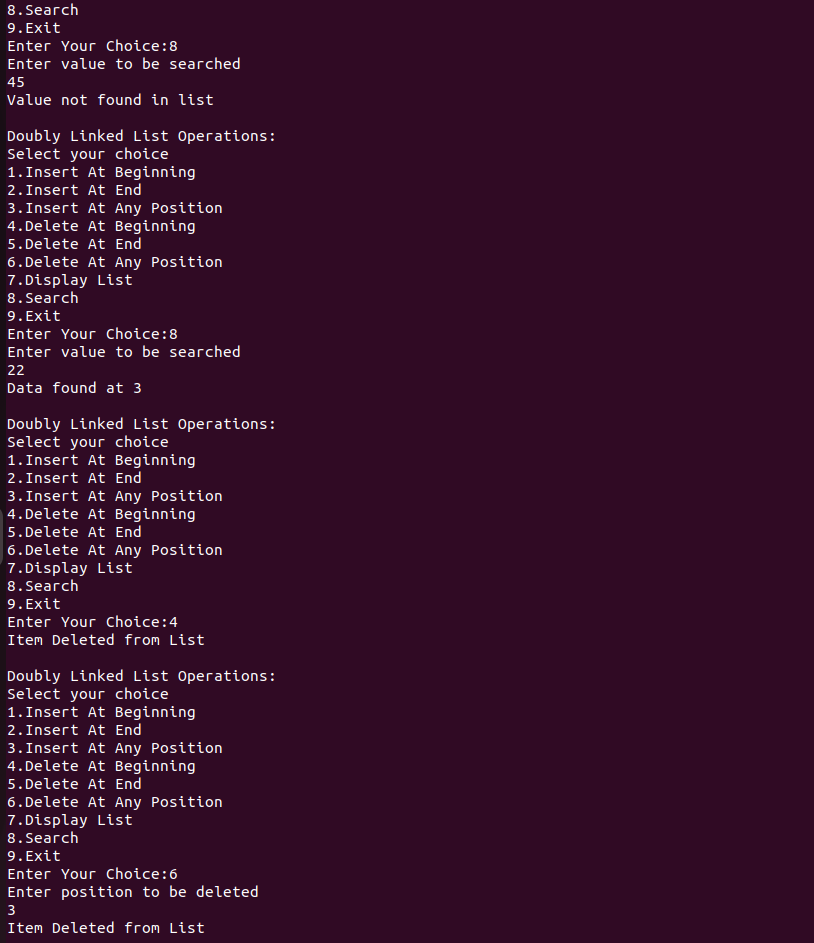 8.Search
9.Exit
Enter Your Choice:8
Enter value to be searched
45
Value not found in list

Doubly Linked List Operations:
Select your choice
1.Insert At Beginning
2.Insert At End
3.Insert At Any Position
4.Delete At Beginning
5.Delete At End
6.Delete At Any Position
7.Display List
8.Search
9.Exit
Enter Your Choice:8
Enter value to be searched
22
Data found at 3

Doubly Linked List Operations:
Select your choice
1.Insert At Beginning
2.Insert At End
3.Insert At Any Position
4.Delete At Beginning
5.Delete At End
6.Delete At Any Position
7.Display List
8.Search
9.Exit
Enter Your Choice:4
Item Deleted from List

Doubly Linked List Operations:
Select your choice
1.Insert At Beginning
2.Insert At End
3.Insert At Any Position
4.Delete At Beginning
5.Delete At End
6.Delete At Any Position
7.Display List
8.Search
9.Exit
Enter Your Choice:6
Enter position to be deleted
3
Item Deleted from List